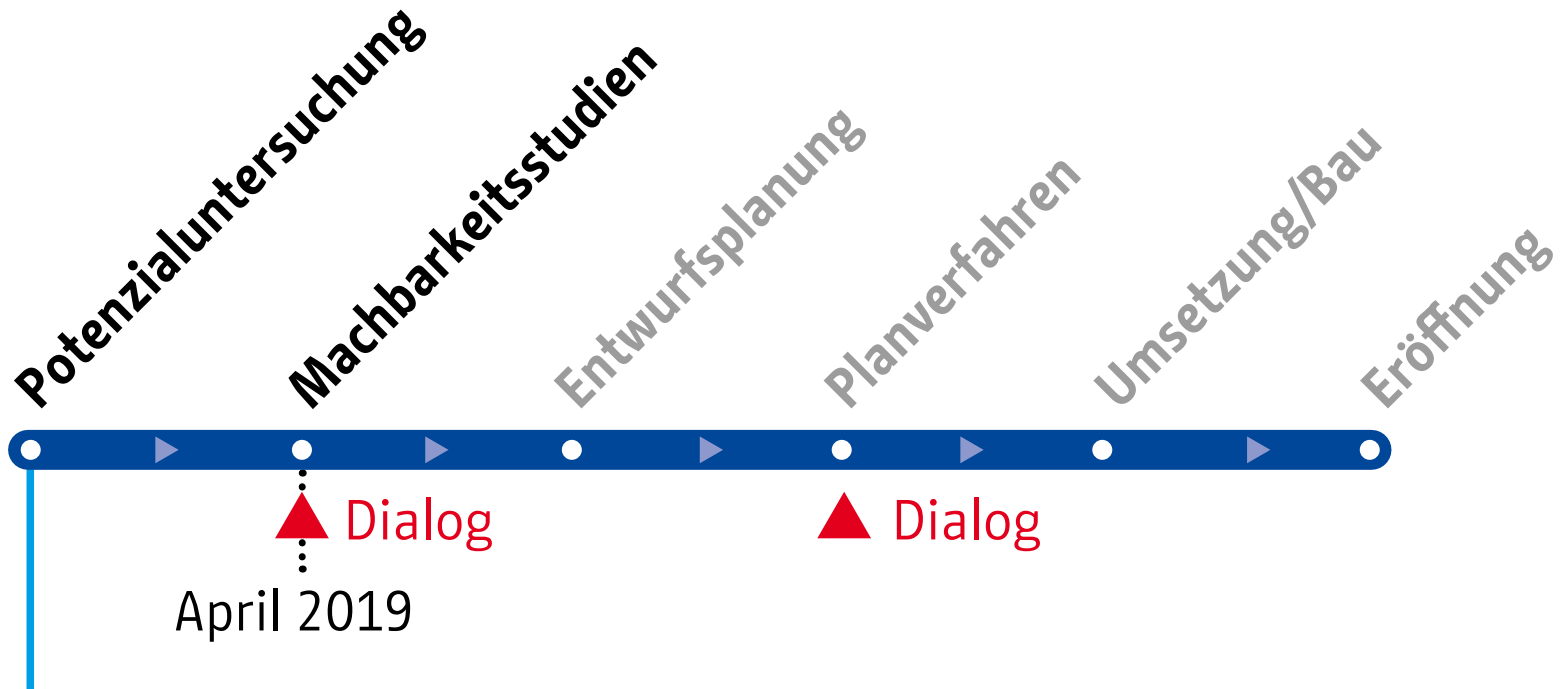 Potenzialuntersuchung
Machbarkeitsstudien
Entwurfsplanung
Planverfahren
Umsetzung/Bau
Eröffnung
Dialog
Dialog
April 2019